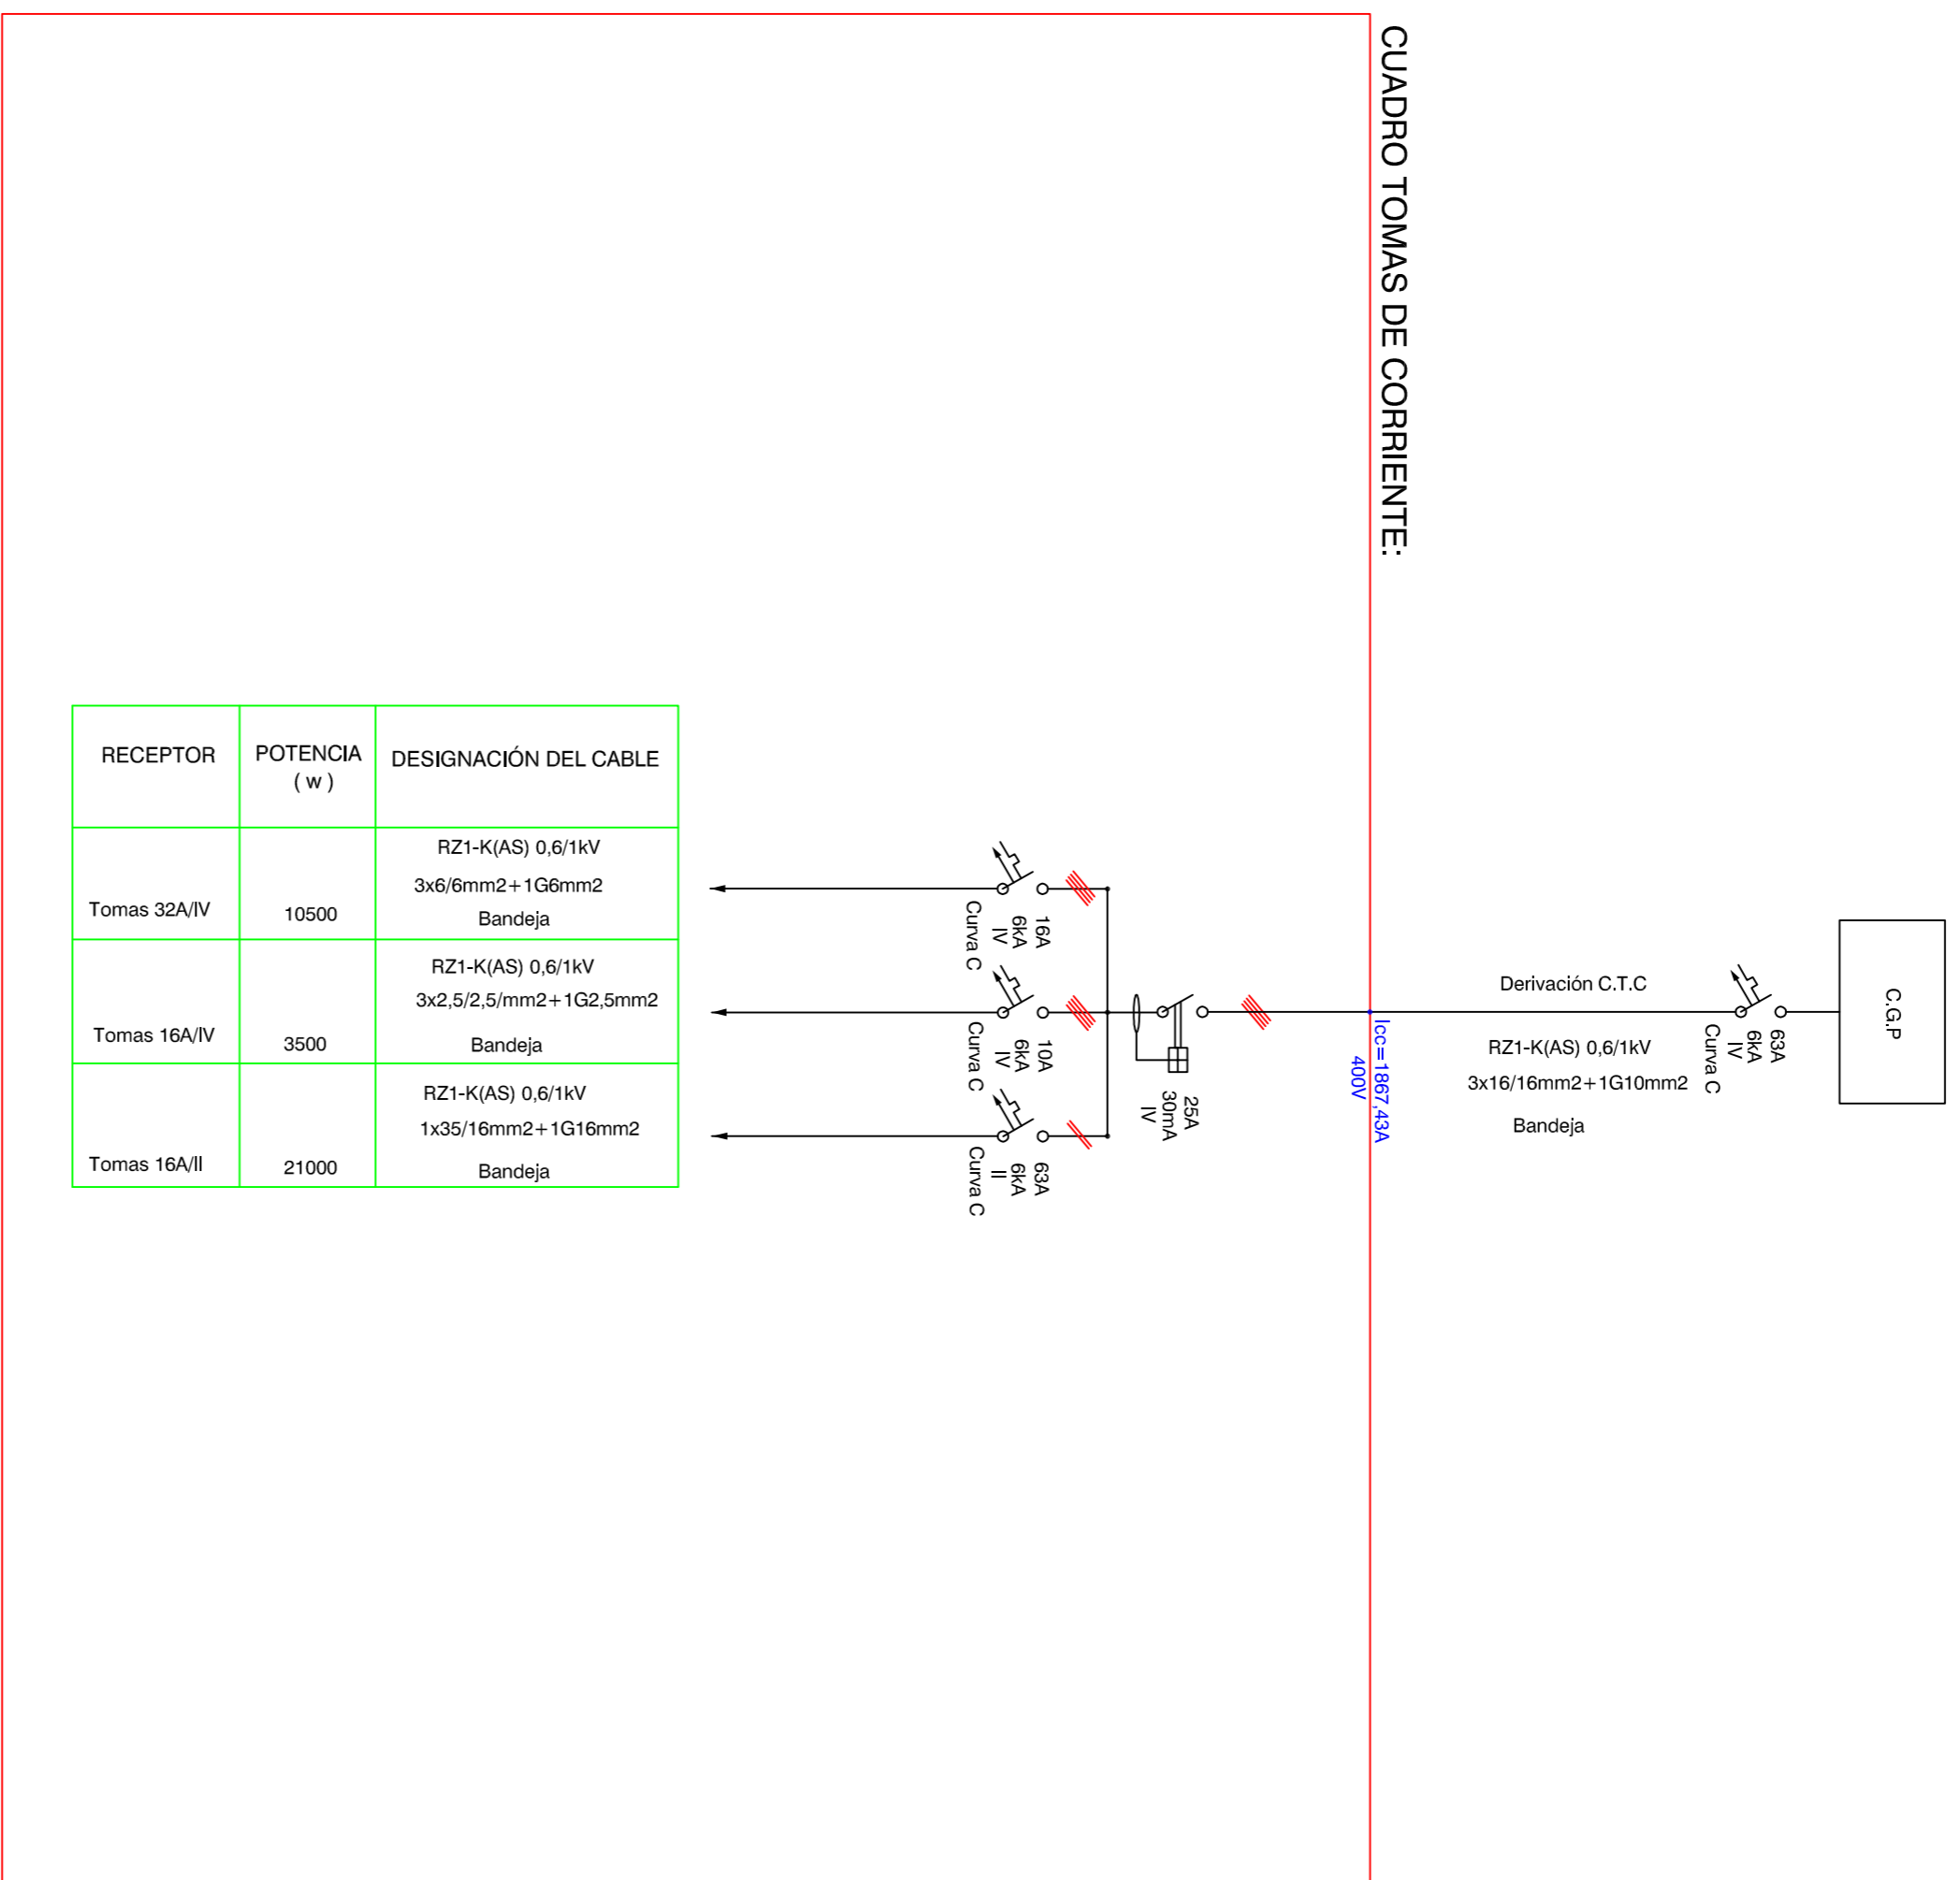 CUADRO TOMAS DE CORRIENTE:
C.G.P
63A
6kA
IV
Curva C
Derivación C.T.C
RZ1-K(AS) 0,6/1kV
3x16/16mm2+1G10mm2
Bandeja
Icc=1867,43A
400V
25A
30mA
IV
16A
6kA
IV
Curva C
10A
6kA
IV
Curva C
63A
6kA
II
Curva C
RECEPTOR
POTENCIA
( w )
DESIGNACIÓN DEL CABLE
Tomas 32A/IV
10500
RZ1-K(AS) 0,6/1kV
3x6/6mm2+1G6mm2
Bandeja
Tomas 16A/IV
3500
RZ1-K(AS) 0,6/1kV
3x2,5/2,5/mm2+1G2,5mm2
Bandeja
Tomas 16A/II
21000
RZ1-K(AS) 0,6/1kV
1x35/16mm2+1G16mm2
Bandeja